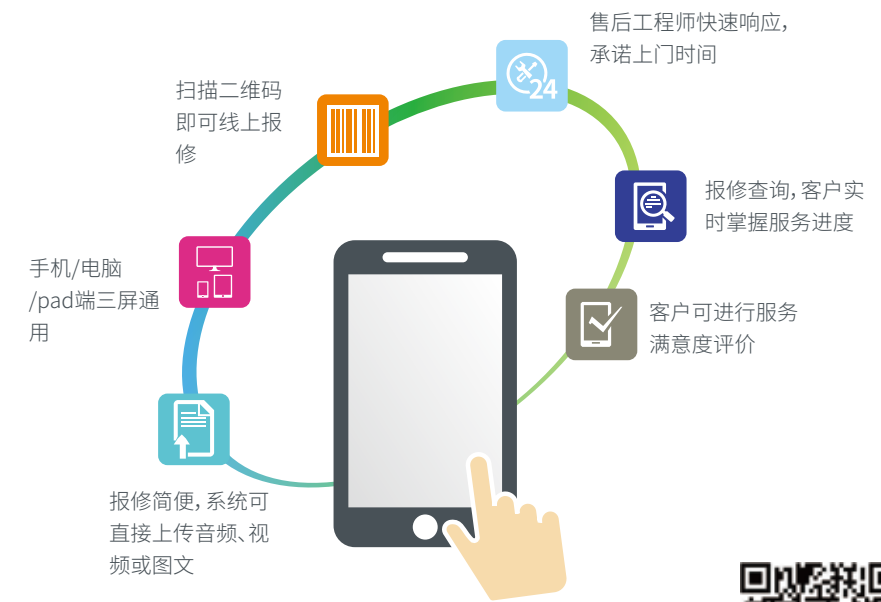 售后工程师快速响应，
承诺上门时间
扫描二维码
即可线上报
修
24
报修查询，客户实
时掌握服务进度
手机/电脑
/pad端三屏通
用
客户可进行服务
满意度评价
报修简便，系统可
直接上传音频、视
频或图文